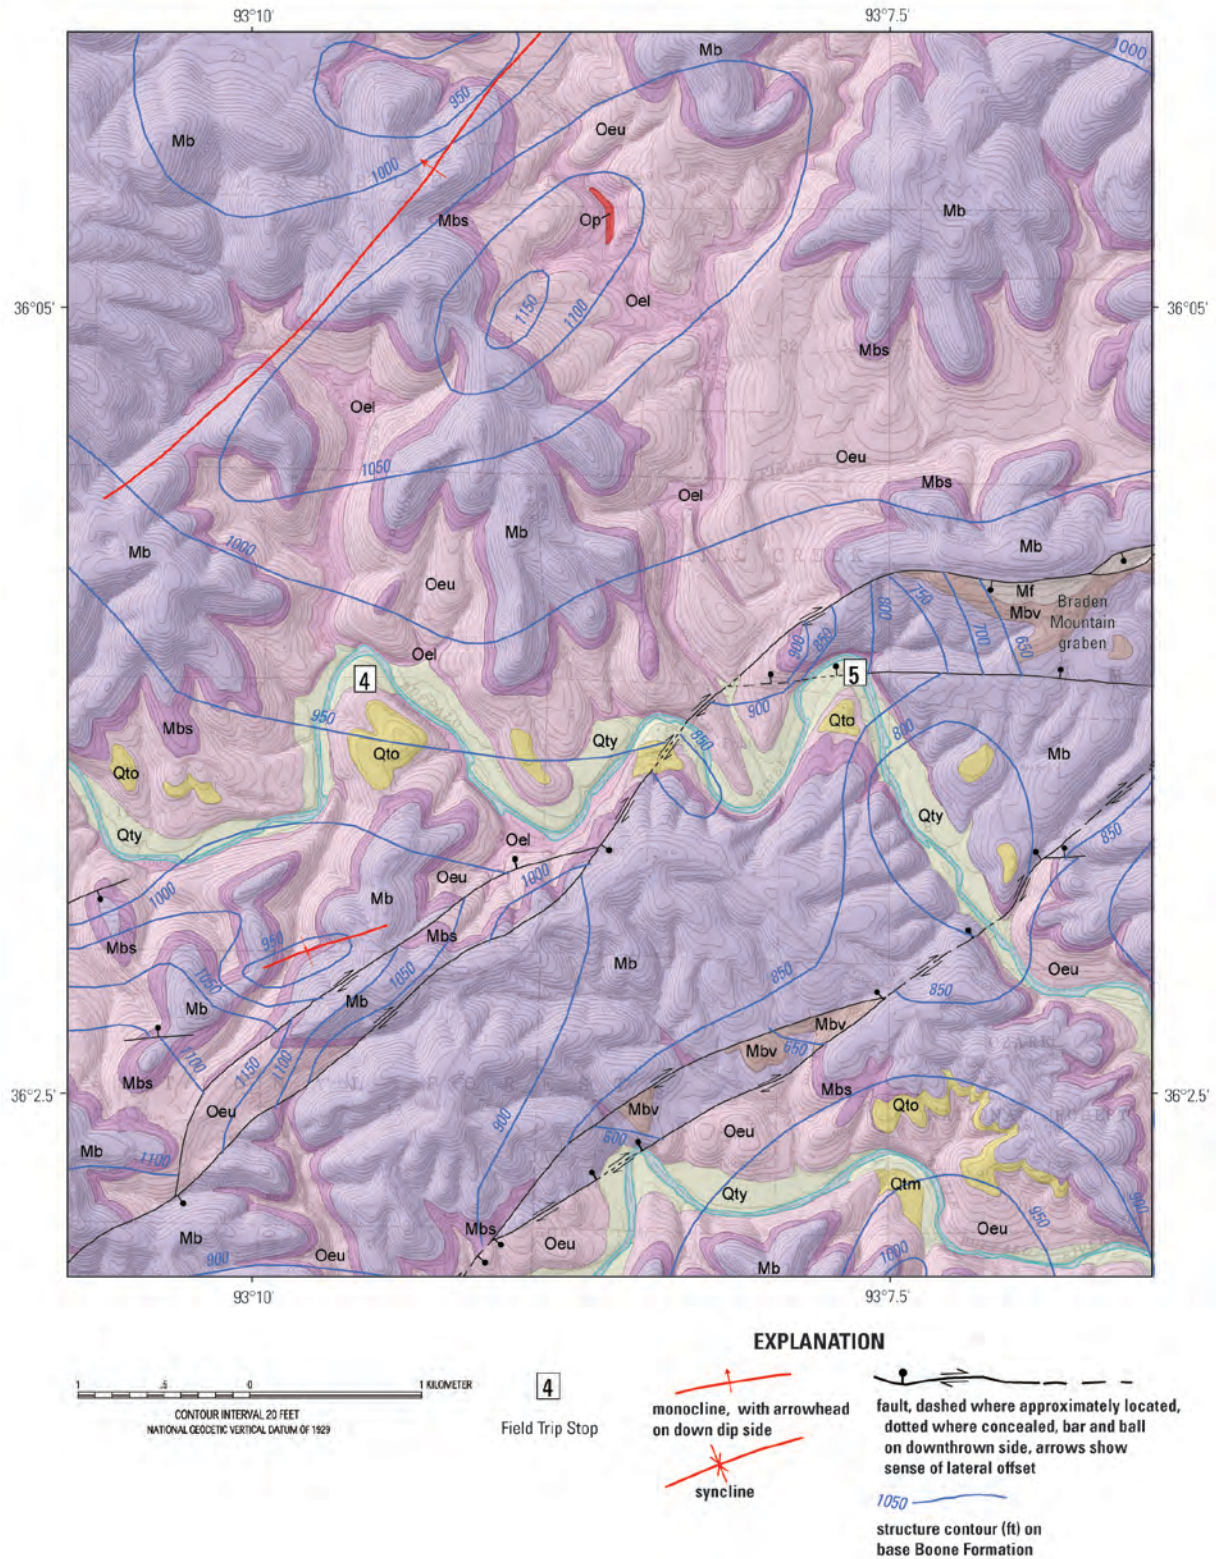 93°10' 93°7.5'
Mb 1000
950
Oeu
Mb
1000
Op
Mbs Mb
36°05' 36°05'
1150 1100 Oel
Mbs
Oel
1050 Oeu
Mbs
Oel
1000 Mb Mb
Mb
Oeu
800 750 Mf
Mbv Braden
Mountain
graben
900 850 700 650
Oel
4 5
950 900
Mbs Qto
Qty 850 800
Qto Qto Mb
Qty Qty
850
Oel
Oeu 1000
1000 Mb
Mbs 950 Mbs
Mb Oeu
1050 Mb 1050 850
Mb 850
Mbv
1100 1150 1100 Mbv 650
Mbs Mbs
36°2.5' 36°2.5'
Oeu Mbv Qto
900 600 Oeu
Mb 1100
Qty Qtm 900
Mbs 950
Mb Oeu Oeu
900 Oeu Mb 1000
93°10' 93°7.5'
EXPLANATION
1 .5 0 1 KILOMETER
CONTOUR INTERVAL 20 FEET
NATIONAL GEODETIC VERTICAL DATUM OF 1929
4
Field Trip Stop
monocline, with arrowhead
on down dip side
syncline
fault, dashed where approximately located,
dotted where concealed, bar and ball
on downthrown side, arrows show
sense of lateral offset
1050
structure contour (ft) on
base Boone Formation